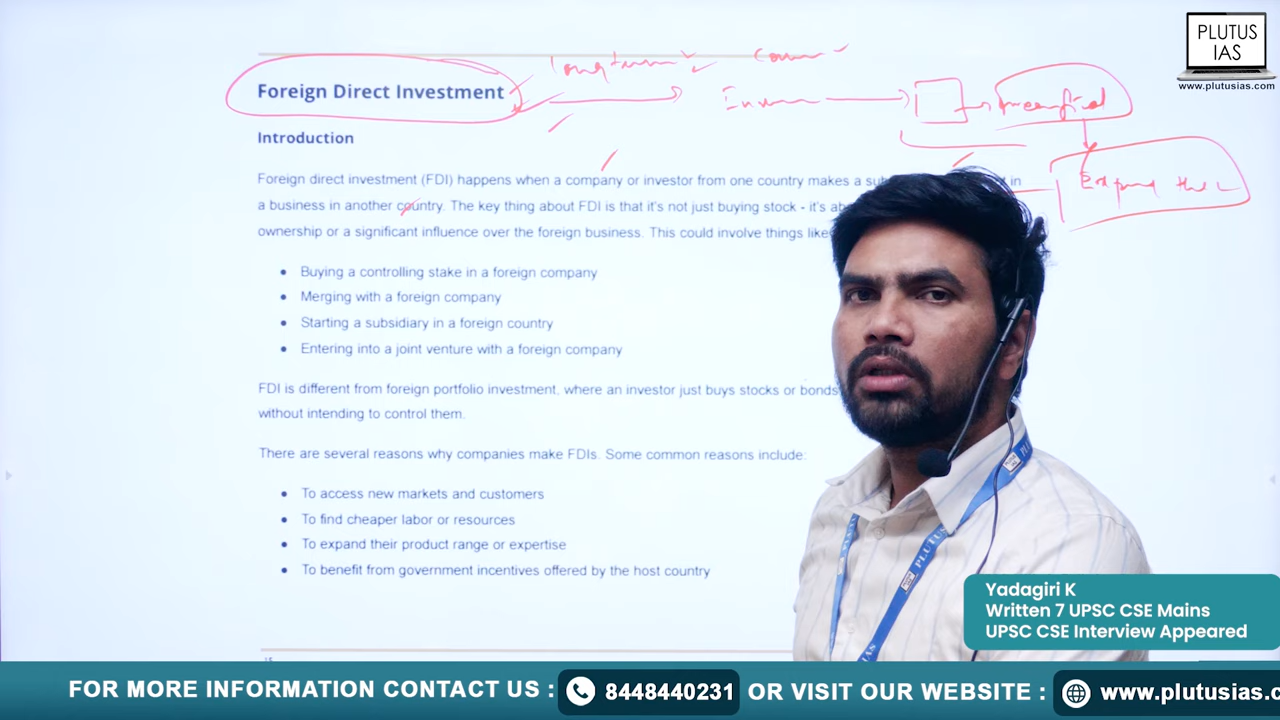 PLUTUS
IAS
www.plutusias.com
Long term
Foreign Direct Investment
Introduction
Foreign direct investment (FDI) happens when a company or investor from one country makes a in
a business in another country. The key thing about FDI is that it's not just buying stock - it's
ownership or a significant influence over the foreign business. This could involve things
Buying a controlling stake in a foreign company
Merging with a foreign company
Starting a subsidiary in a foreign country
Entering into a joint venture with a foreign company
FDI is different from foreign portfolio investment, where an investor just buys stocks or bonds
without intending to control them.
There are several reasons why companies make FDIs. Some common reasons include:
To access new markets and customers
To find cheaper labor or resources
To expand their product range or expertise
To benefit from government incentives offered by the host country
Yadagiri K
Written 7 UPSC CSE Mains
UPSC CSE Interview Appeared
FOR MORE INFORMATION CONTACT US : 8448440231 OR VISIT OUR WEBSITE : www.plutusias.c